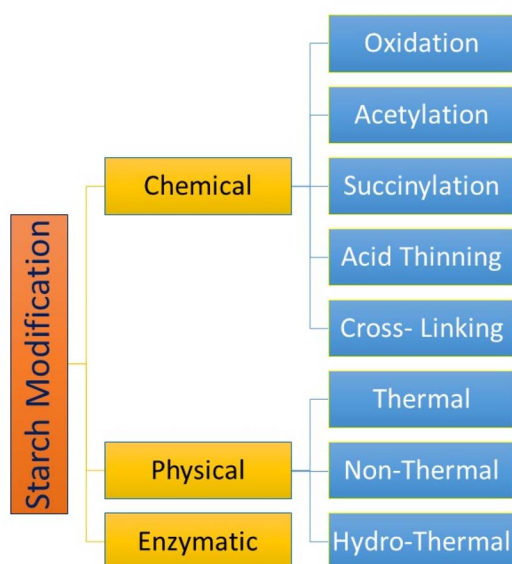 Starch Modification
Chemical
Oxidation
Acetylation
Succinylation
Acid Thinning
Cross- Linking
Physical
Thermal
Non-Thermal
Hydro-Thermal
Enzymatic